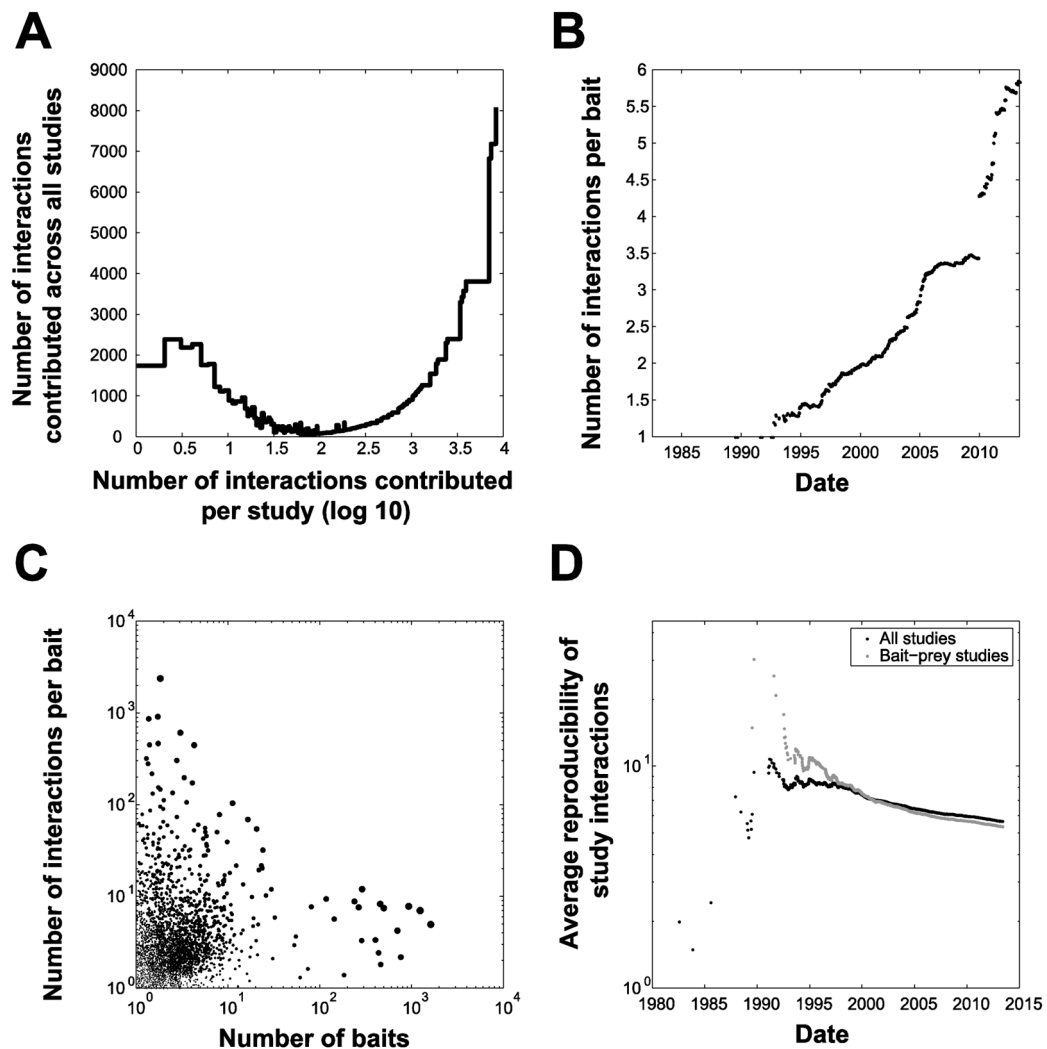 A
Number of interactions
contributed across all studies
9000
8000
7000
6000
5000
4000
3000
2000
1000
0
0 0.5 1 1.5 2 2.5 3 3.5 4
Number of interactions contributed
per study (log 10)
B
Number of interactions per bait
6
5.5
5
4.5
4
3.5
3
2.5
2
1.5
1
1985 1990 1995 2000 2005 2010
Date
C
Number of interactions per bait
10^4
10^3
10^2
10^1
10^0
10^0 10^1 10^2 10^3 10^4
Number of baits
D
Average reproducibility of
study interactions
All studies
Bait-prey studies
10^1
10^0
1980 1985 1990 1995 2000 2005 2010 2015
Date